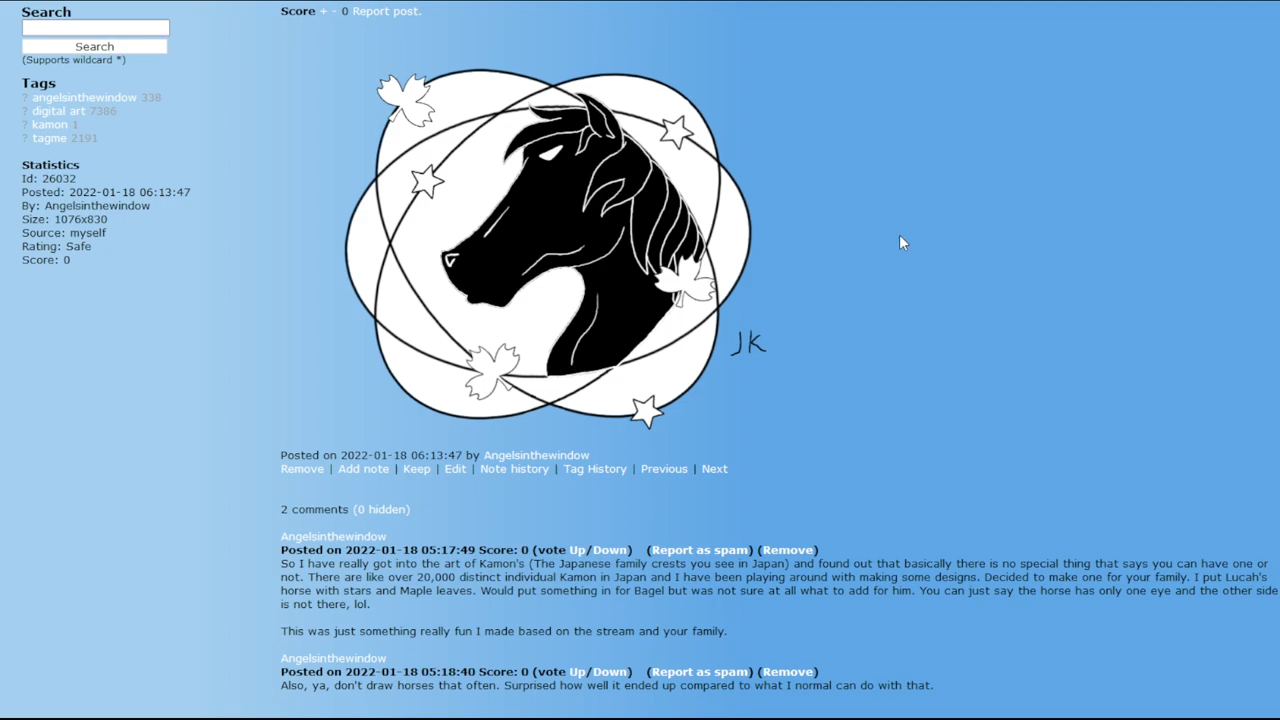 Search
Search
(Supports wildcard *)
Tags
? angelsinthewindow 338
? digital art 7386
? kamon 1
? tagme 2191
Statistics
Id: 26032
Posted: 2022-01-18 06:13:47
By: Angelsinthewindow
Size: 1076x830
Source: myself
Rating: Safe
Score: 0
Score + - 0 Report post.
JK
Posted on 2022-01-18 06:13:47 by Angelsinthewindow
Remove | Add note | Keep | Edit | Note history | Tag History | Previous | Next
2 comments (0 hidden)
Angelsinthewindow
Posted on 2022-01-18 05:17:49 Score: 0 (vote Up/Down) (Report as spam) (Remove)
So I have really got into the art of Kamon's (The Japanese family crests you see in Japan) and found out that basically there is no special thing that says you can have one or
not. There are like over 20,000 distinct individual Kamon in Japan and I have been playing around with making some designs. Decided to make one for your family. I put Lucah's
horse with stars and Maple leaves. Would put something in for Bagel but was not sure at all what to add for him. You can just say the horse has only one eye and the other side
is not there, lol.
This was just something really fun I made based on the stream and your family.
Angelsinthewindow
Posted on 2022-01-18 05:18:40 Score: 0 (vote Up/Down) (Report as spam) (Remove)
Also, ya, don't draw horses that often. Surprised how well it ended up compared to what I normal can do with that.